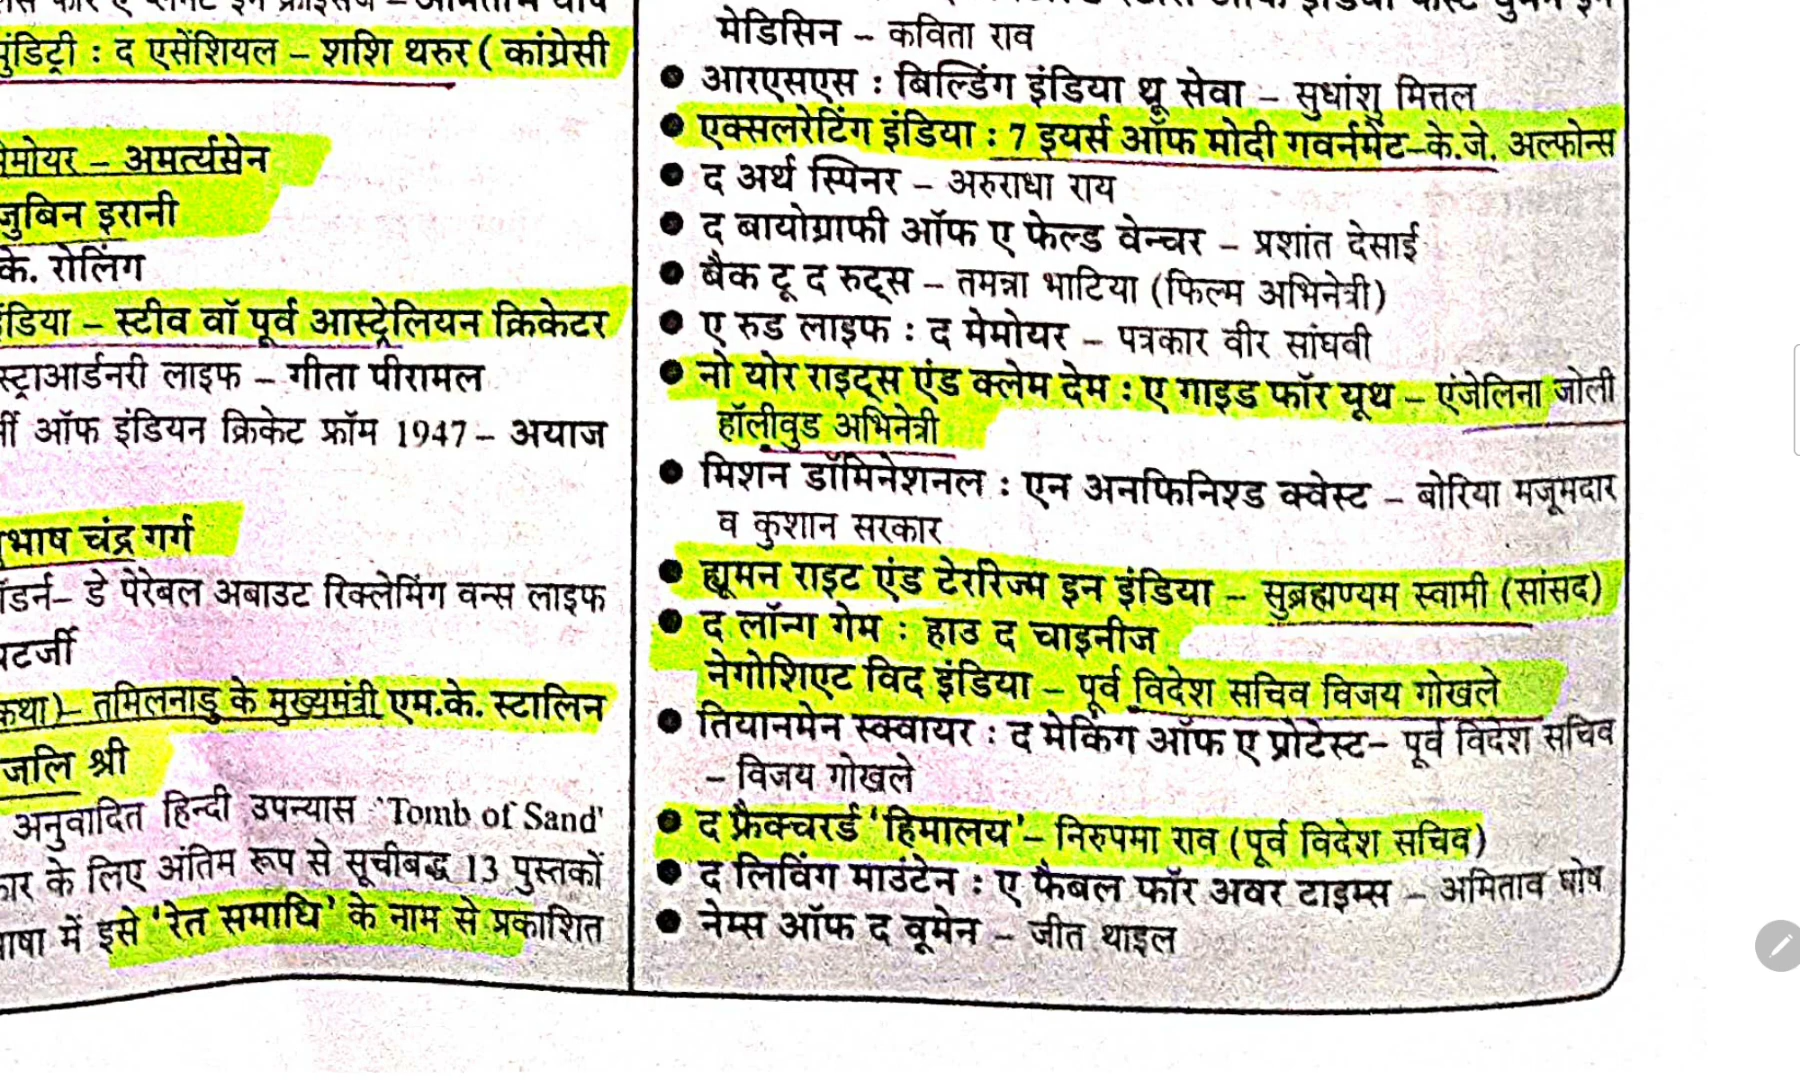 मुंडिट्री : द एसेंशियल – शशि थरुर ( कांग्रेसी
मेमोयर – अमर्त्यसेन
जुबिन इरानी
के. रोलिंग
इंडिया – स्टीव वॉ पूर्व आस्ट्रेलियन क्रिकेटर
स्ट्राआर्डनरी लाइफ – गीता पीरामल
ऑफ इंडियन क्रिकेट फ्रॉम 1947 – अयाज
भाष चंद्र गर्ग
डे पेरेबल अबाउट रिक्लेमिंग वन्स लाइफ
टर्जी
कथा)– तमिलनाडु के मुख्यमंत्री एम.के. स्टालिन
जलि श्री
अनुवादित हिन्दी उपन्यास 'Tomb of Sand'
के लिए अंतिम रूप से सूचीबद्ध 13 पुस्तकों
में इसे 'रेत समाधि' के नाम से प्रकाशित
मेडिसिन – कविता राव
● आरएसएस : बिल्डिंग इंडिया थ्रू सेवा – सुधांशु मित्तल
● एक्सलरेटिंग इंडिया : 7 इयर्स ऑफ मोदी गवर्नमेंट–के.जे. अल्फोन्स
● द अर्थ स्पिनर – अरुराधा राय
● द बायोग्राफी ऑफ ए फेल्ड वेन्चर – प्रशांत देसाई
● बैक टू द रुट्स – तमन्ना भाटिया (फिल्म अभिनेत्री)
● ए रुड लाइफ : द मेमोयर – पत्रकार वीर सांघवी
● नो योर राइट्स एंड क्लेम देम : ए गाइड फॉर यूथ – एंजेलिना जोली
हॉलीवुड अभिनेत्री
● मिशन डॉमिनेशनल : एन अनफिनिश्ड क्वेस्ट – बोरिया मजूमदार
व कुशान सरकार
● ह्यूमन राइट एंड टेररिज्म इन इंडिया – सुब्रह्मण्यम स्वामी (सांसद)
● द लॉन्ग गेम : हाउ द चाइनीज
नेगोशिएट विद इंडिया – पूर्व विदेश सचिव विजय गोखले
● तियानमेन स्क्वायर : द मेकिंग ऑफ ए प्रोटेस्ट– पूर्व विदेश सचिव
– विजय गोखले
● द फ्रैक्चरर्ड 'हिमालय'– निरुपमा राव (पूर्व विदेश सचिव)
● द लिविंग माउंटेन : ए फैबल फॉर अवर टाइम्स – अमिताव घोष
● नेम्स ऑफ द वूमेन – जीत थाइल